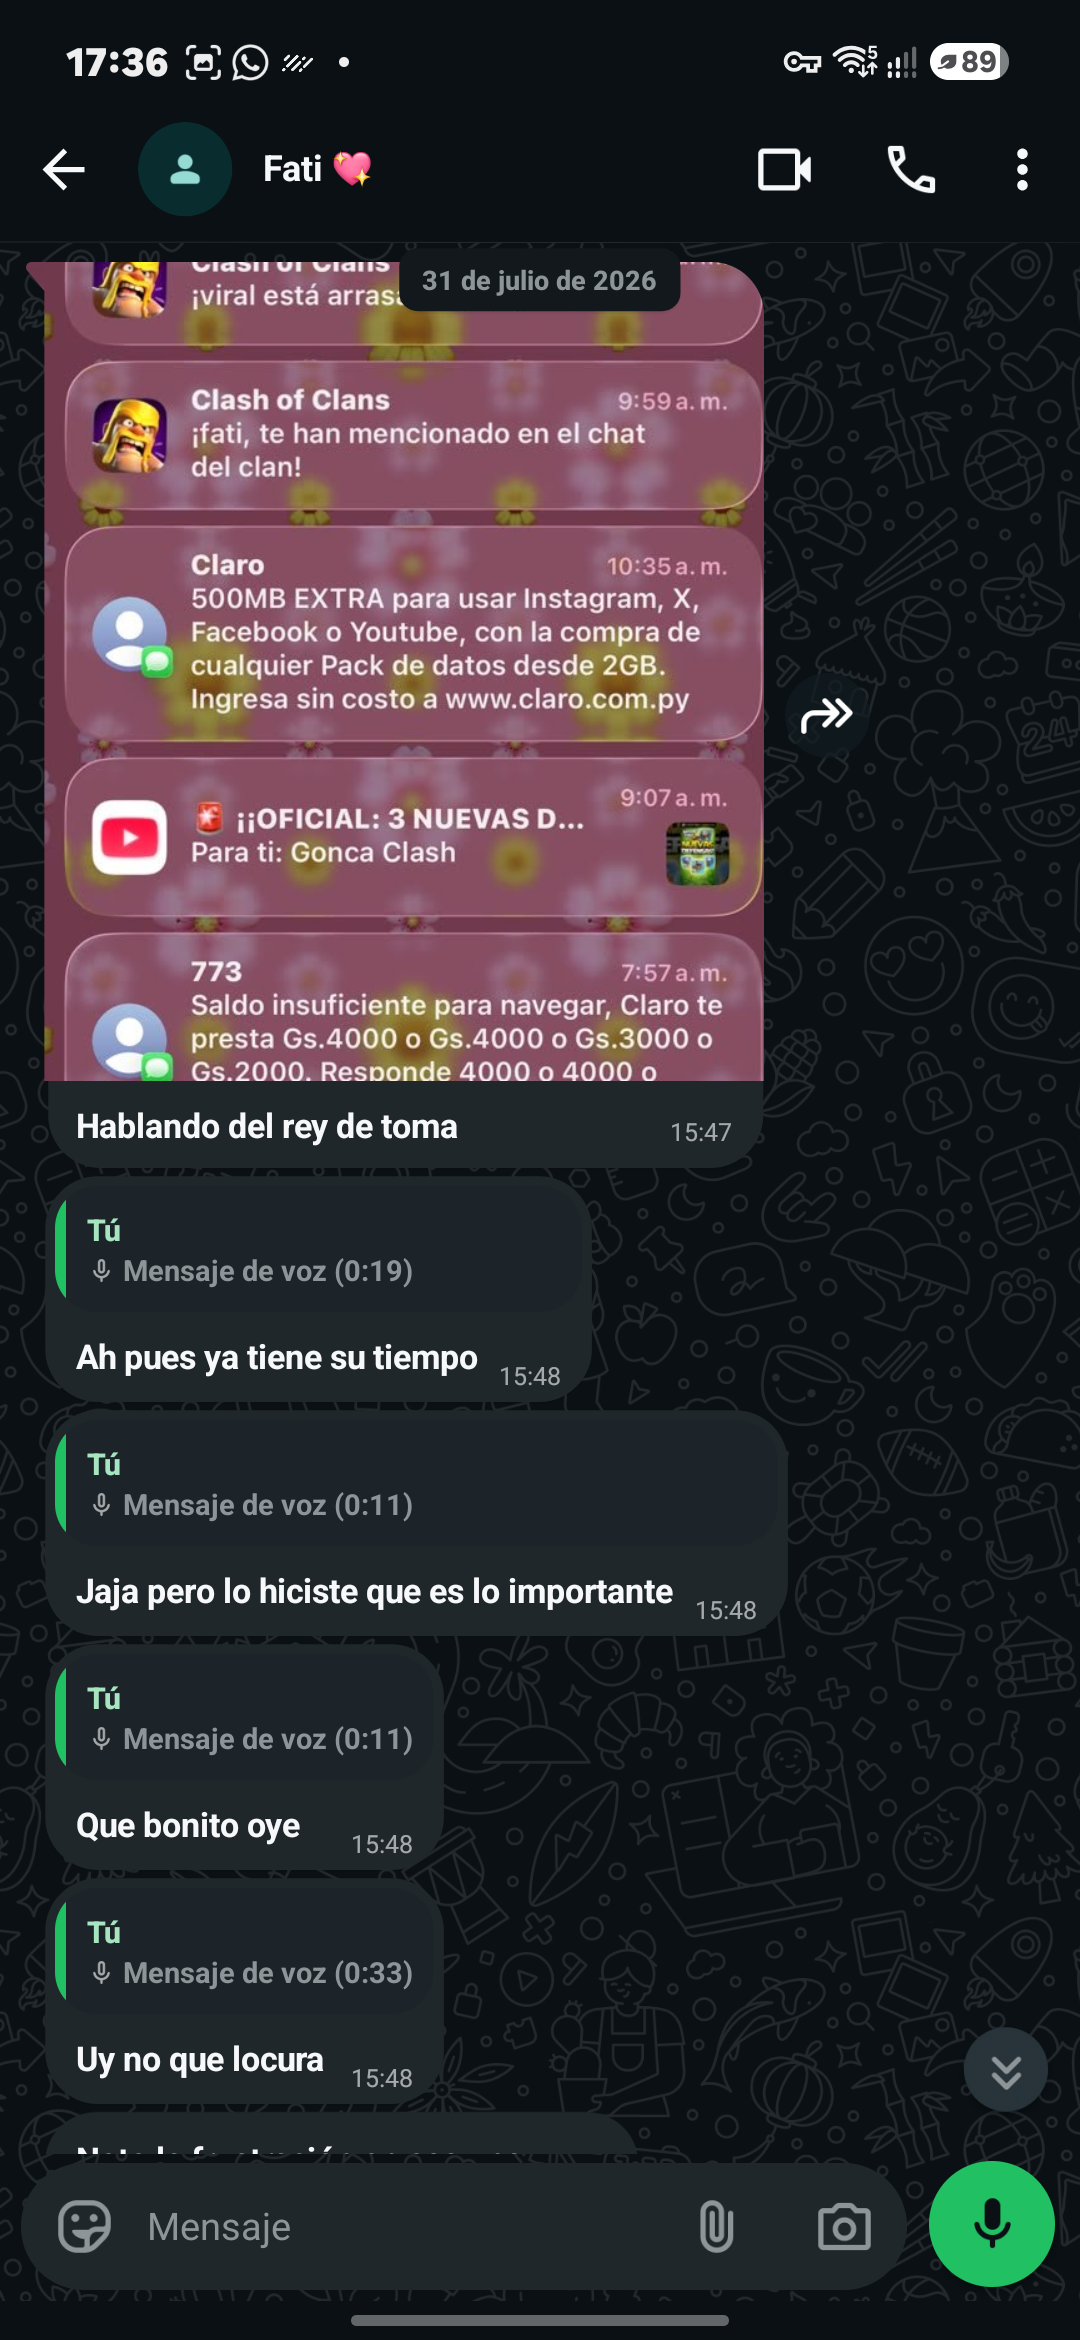 17:36
5
89
Fati
31 de julio de 2026
Clash of Clans
¡viral está arrasa
Clash of Clans 9:59 a. m.
¡fati, te han mencionado en el chat
del clan!
Claro 10:35 a. m.
500MB EXTRA para usar Instagram, X,
Facebook o Youtube, con la compra de
cualquier Pack de datos desde 2GB.
Ingresa sin costo a www.claro.com.py
9:07 a. m.
¡¡OFICIAL: 3 NUEVAS D...
Para ti: Gonca Clash
773 7:57 a. m.
Saldo insuficiente para navegar, Claro te
presta Gs.4000 o Gs.4000 o Gs.3000 o
Gs.2000. Responde 4000 o 4000 o
Hablando del rey de toma 15:47
Tú
Mensaje de voz (0:19)
Ah pues ya tiene su tiempo 15:48
Tú
Mensaje de voz (0:11)
Jaja pero lo hiciste que es lo importante 15:48
Tú
Mensaje de voz (0:11)
Que bonito oye 15:48
Tú
Mensaje de voz (0:33)
Uy no que locura 15:48
Mensaje